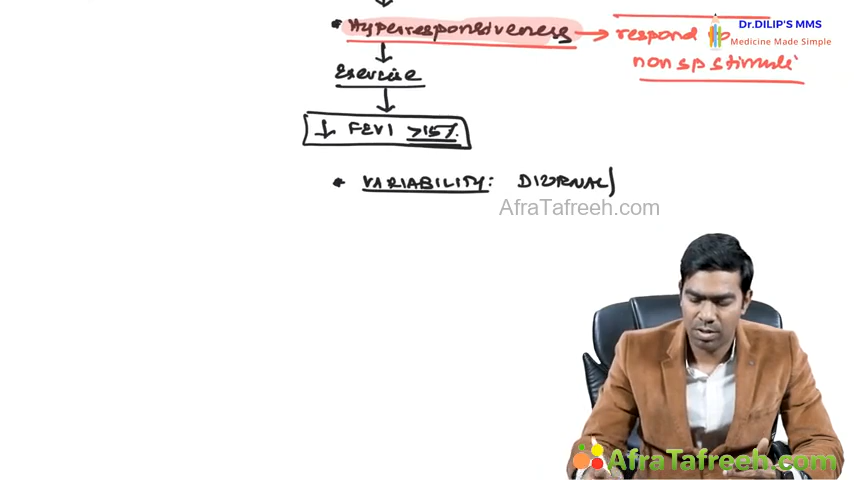 Dr.DILIP'S MMS
Medicine Made Simple
• Hyperresponsiveness → respond to
non sp stimuli
↓
Exercise
↓
↓ FEV1 >15%
• VARIABILITY: DIURNAL)
AfraTafreeh.com
AfraTafreeh.com